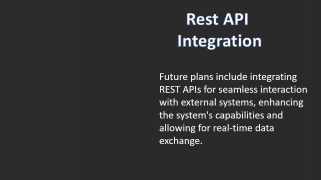 Rest API
Integration
Future plans include integrating
REST APIs for seamless interaction
with external systems, enhancing
the system's capabilities and
allowing for real-time data
exchange.